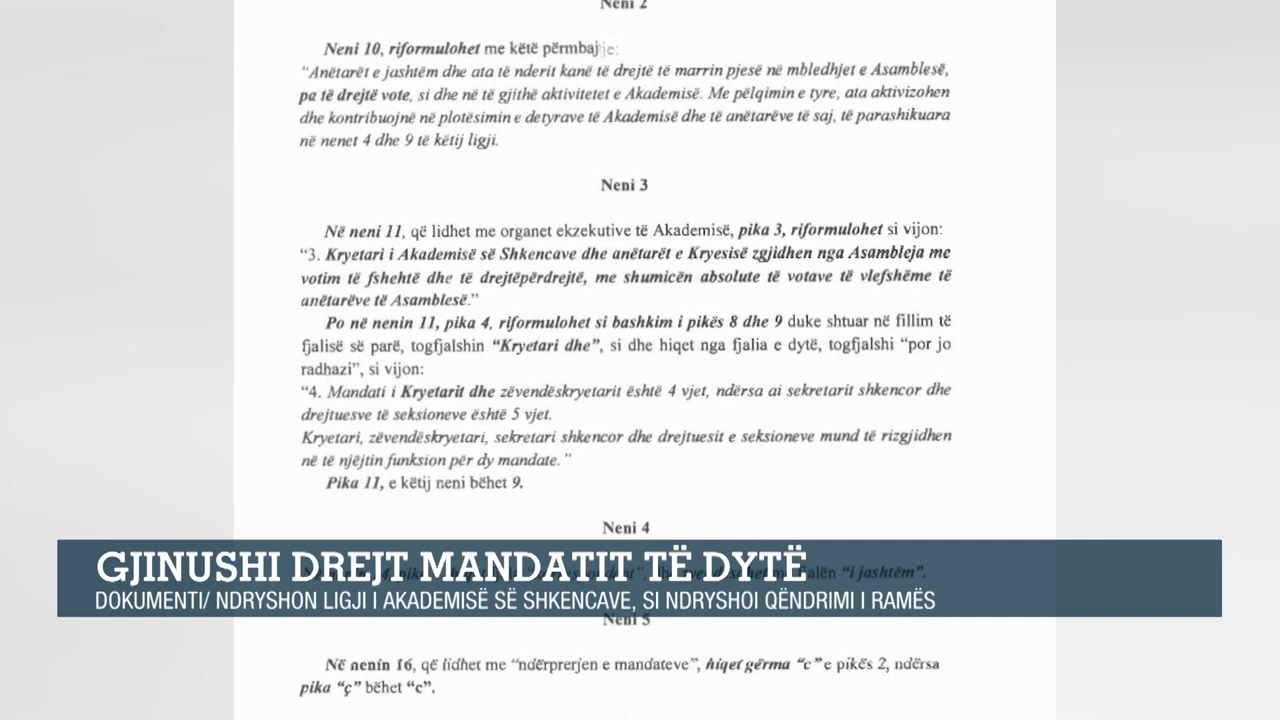 Neni 2
Neni 10, riformulohet me këtë përmbajtje:
“Anëtarët e jashtëm dhe ata të nderit kanë të drejtë të marrin pjesë në mbledhjet e Asamblesë,
pa të drejtë vote, si dhe në të gjithë aktivitetet e Akademisë. Me pëlqimin e tyre, ata aktivizohen
dhe kontribuojnë në plotësimin e detyrave të Akademisë dhe të anëtarëve të saj, të parashikuara
në nenet 4 dhe 9 të këtij ligji.
Neni 3
Në neni 11, që lidhet me organet ekzekutive të Akademisë, pika 3, riformulohet si vijon:
“3. Kryetari i Akademisë së Shkencave dhe anëtarët e Kryesisë zgjidhen nga Asambleja me
votim të fshehtë dhe të drejtëpërdrejtë, me shumicën absolute të votave të vlefshëme të
anëtarëve të Asamblesë.”
Po në nenin 11, pika 4, riformulohet si bashkim i pikës 8 dhe 9 duke shtuar në fillim të
fjalisë së parë, togfjalshin “Kryetari dhe”, si dhe hiqet nga fjalia e dytë, togfjalshi “por jo
radhazi”, si vijon:
“4. Mandati i Kryetarit dhe zëvendëskryetarit është 4 vjet, ndërsa ai sekretarit shkencor dhe
drejtuesve të seksioneve është 5 vjet.
Kryetari, zëvendëskryetari, sekretari shkencor dhe drejtuesit e seksioneve mund të rizgjidhen
në të njëjtin funksion për dy mandate.”
Pika 11, e këtij neni bëhet 9.
Neni 4
“i jashtëm”.
GJINUSHI DREJT MANDATIT TË DYTË
DOKUMENTI/ NDRYSHON LIGJI I AKADEMISË SË SHKENCAVE, SI NDRYSHOI QËNDRIMI I RAMËS
Neni 5
Në nenin 16, që lidhet me “ndërprerjen e mandateve”, hiqet gërma “c” e pikës 2, ndërsa
pika “ç” bëhet “c”.